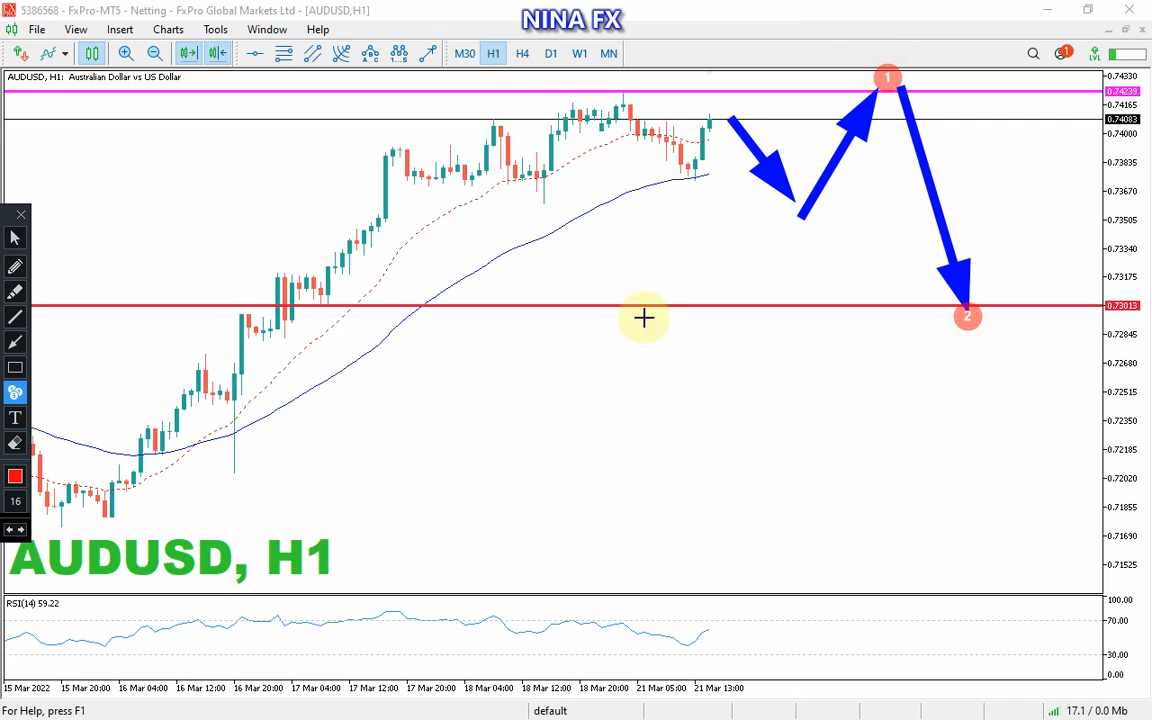 5386568 - FxPro-MT5 - Netting - FxPro Global Markets Ltd - [AUDUSD,H1]
NINA FX
File View Insert Charts Tools Window Help
M30 H1 H4 D1 W1 MN
1
LVL
AUDUSD, H1: Australian Dollar vs US Dollar
1
0.74330
0.74239
0.74165
0.74083
0.74000
0.73835
0.73670
0.73505
0.73340
0.73175
0.73013
2
0.72845
0.72680
0.72515
0.72350
0.72185
0.72020
0.71855
0.71690
0.71525
T
16
AUDUSD, H1
RSI(14) 59.22
100.00
70.00
30.00
0.00
15 Mar 2022 15 Mar 20:00 16 Mar 04:00 16 Mar 12:00 16 Mar 20:00 17 Mar 04:00 17 Mar 12:00 17 Mar 20:00 18 Mar 04:00 18 Mar 12:00 18 Mar 20:00 21 Mar 05:00 21 Mar 13:00
For Help, press F1 default 17.1 / 0.0 Mb